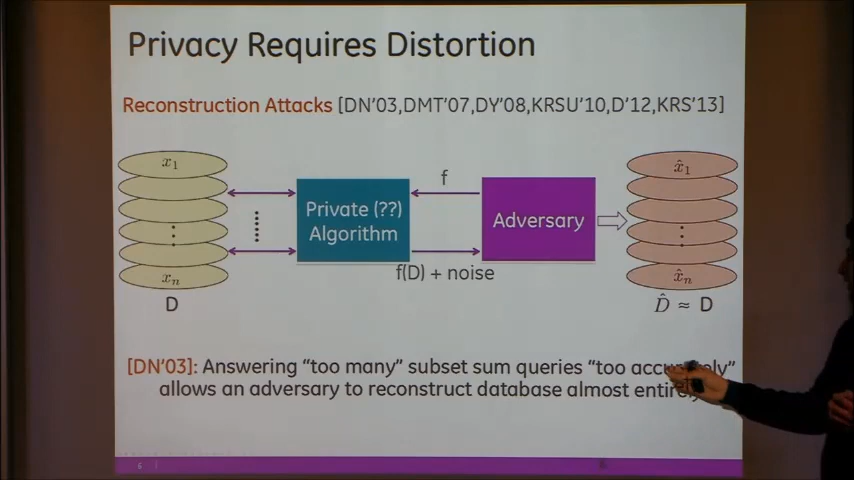 Privacy Requires Distortion
Reconstruction Attacks [DN'03,DMT'07,DY'08,KRSU'10,D'12,KRS'13]
x1
xn
D
Private (??)
Algorithm
f
f(D) + noise
Adversary
x̂1
x̂n
D̂ ≈ D
[DN'03]: Answering "too many" subset sum queries "too accurately"
allows an adversary to reconstruct database almost entirely
6